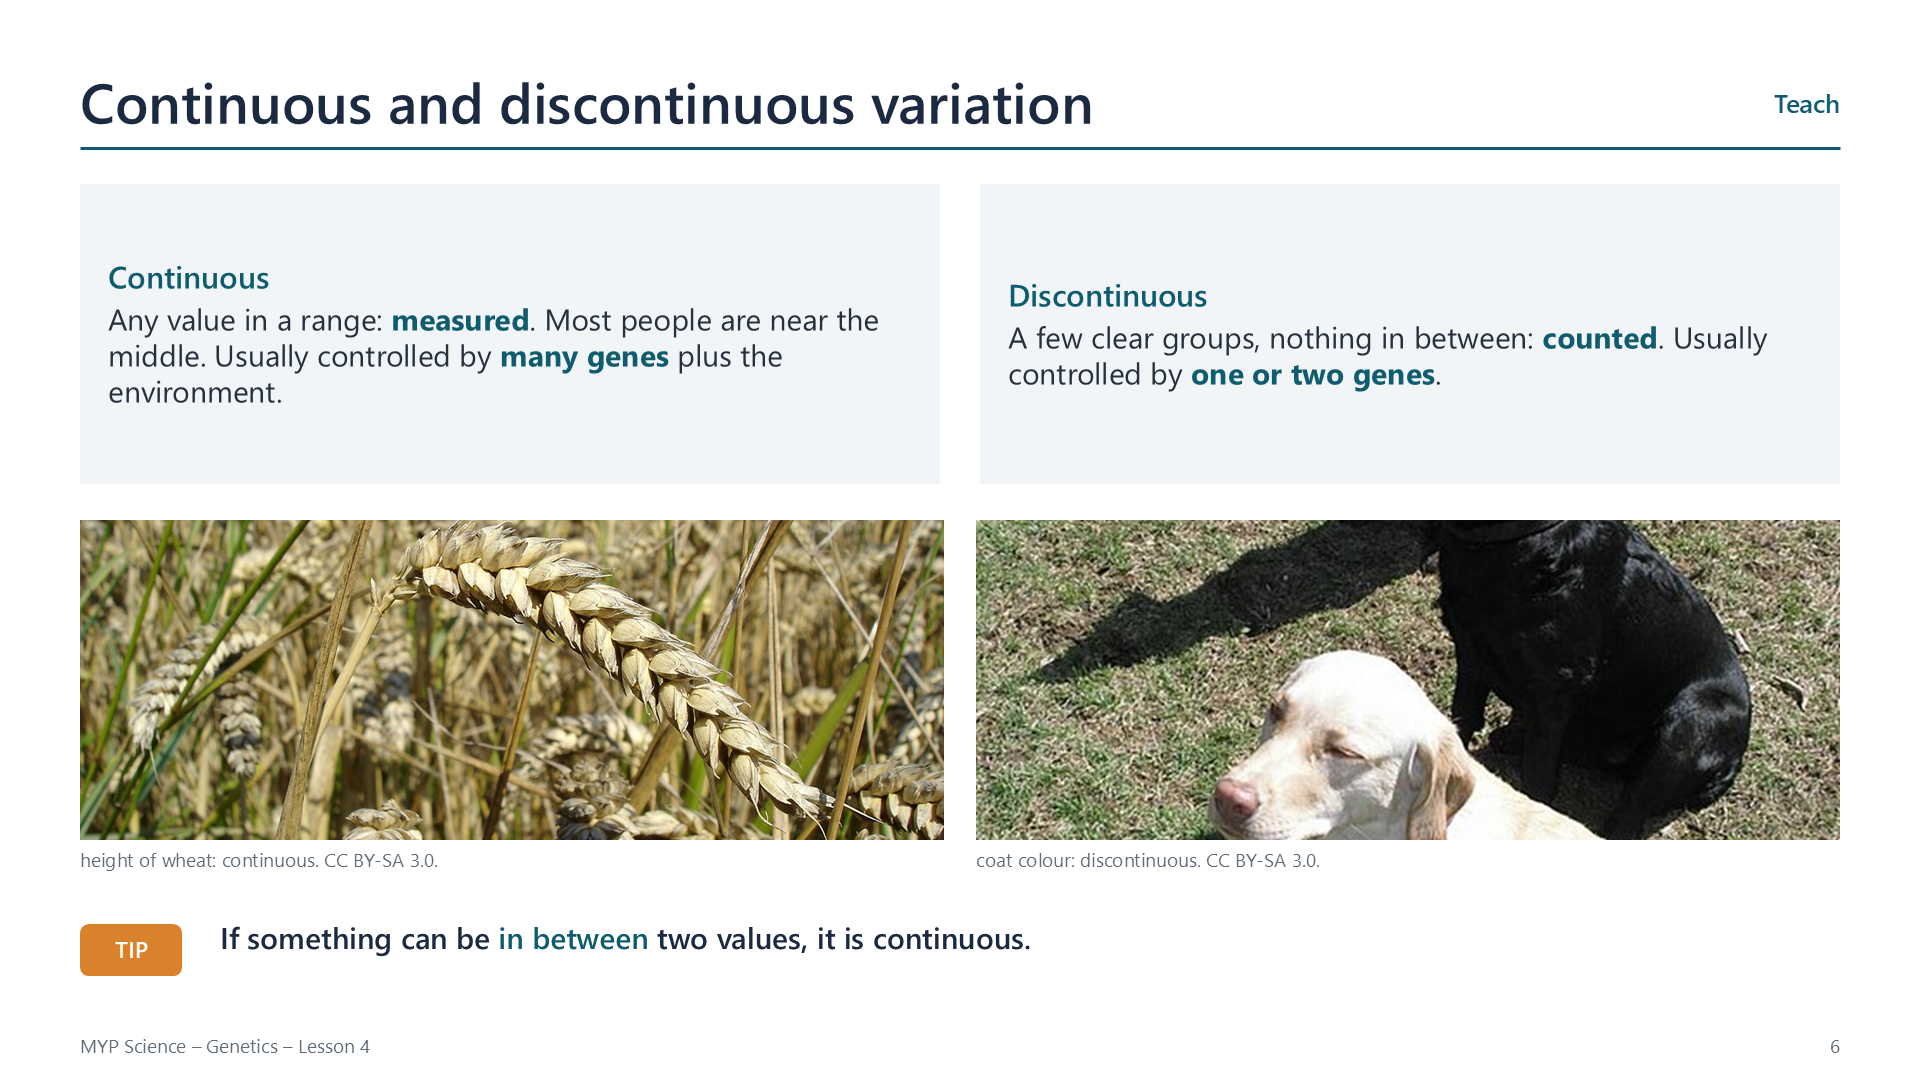 Continuous and discontinuous variation
Teach
Continuous
Any value in a range: measured. Most people are near the
middle. Usually controlled by many genes plus the
environment.
Discontinuous
A few clear groups, nothing in between: counted. Usually
controlled by one or two genes.
height of wheat: continuous. CC BY-SA 3.0.
coat colour: discontinuous. CC BY-SA 3.0.
TIP
If something can be in between two values, it is continuous.
MYP Science – Genetics – Lesson 4
6